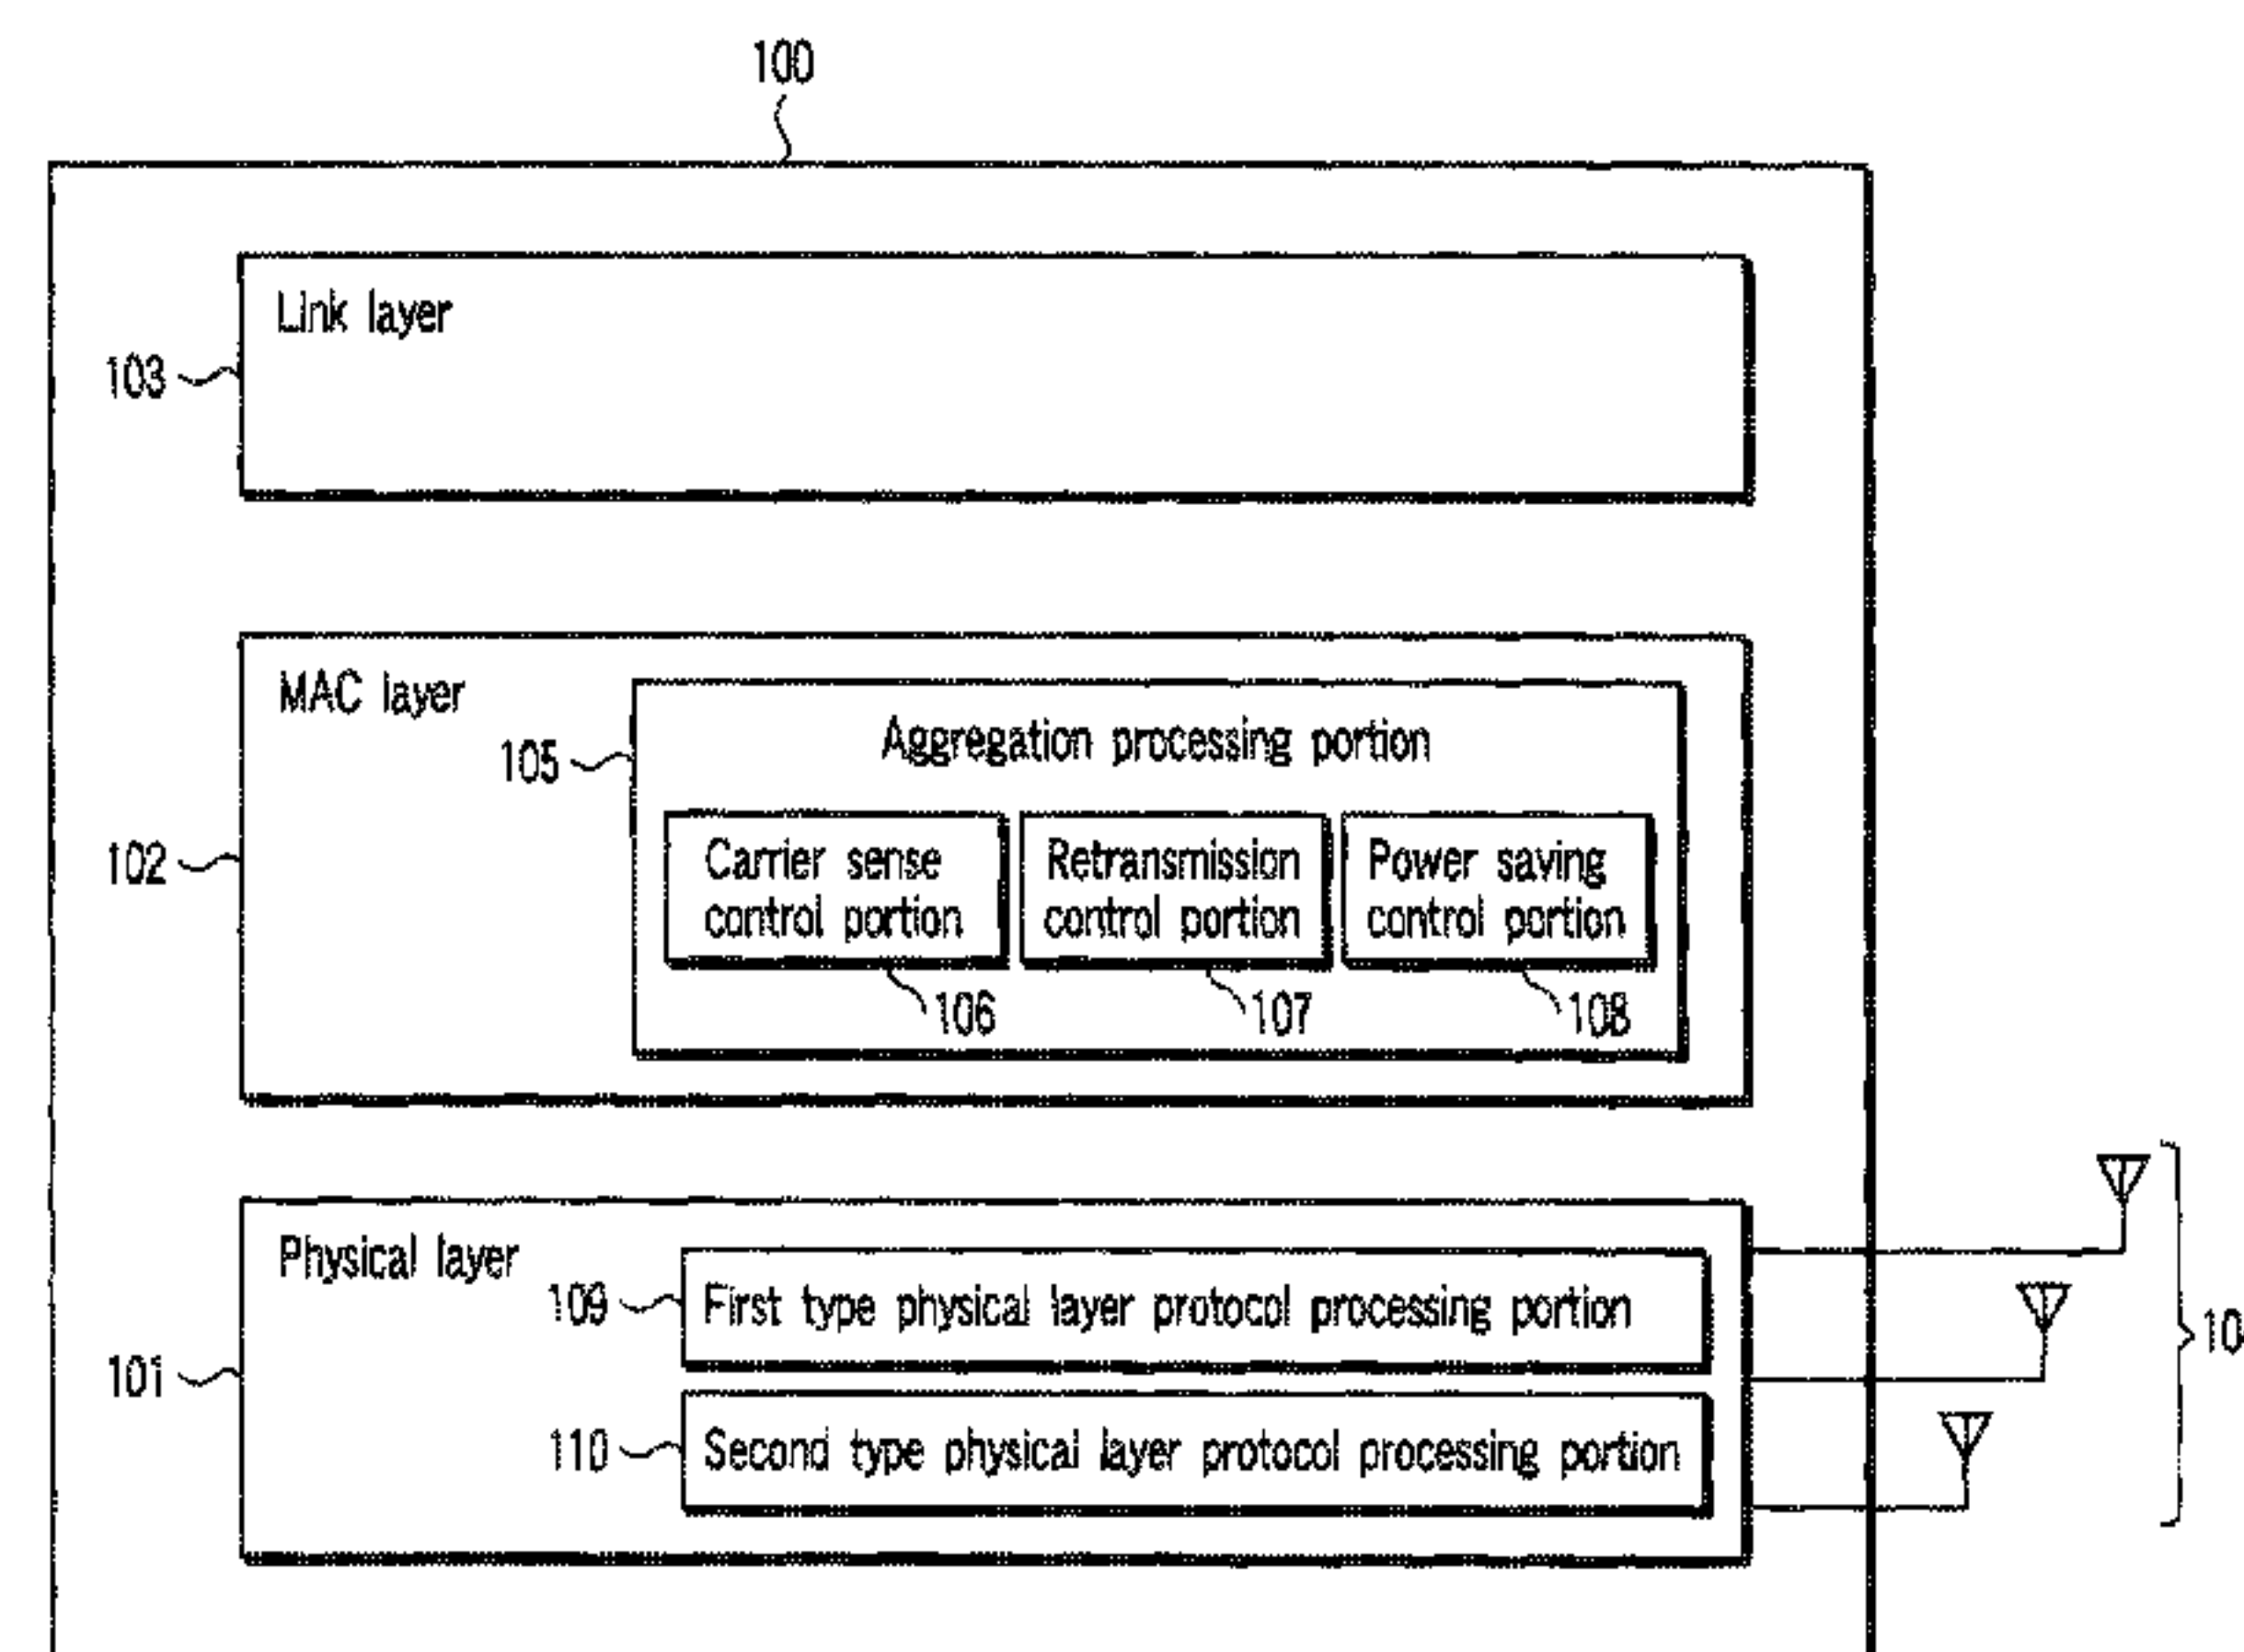 100
Link layer
103
MAC layer
Aggregation processing portion
105
Carrier sense
control portion
Retransmission
control portion
Power saving
control portion
102
106
107
108
Physical layer
109
First type physical layer protocol processing portion
10
101
110
Second type physical layer protocol processing portion